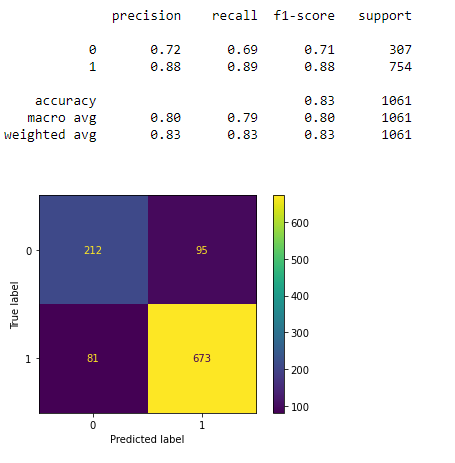 precision recall f1-score support
0 0.72 0.69 0.71 307
1 0.88 0.89 0.88 754
accuracy 0.83 1061
macro avg 0.80 0.79 0.80 1061
weighted avg 0.83 0.83 0.83 1061
600
500
400
300
200
100
True label
0
212 95
1
81 673
0 1
Predicted label